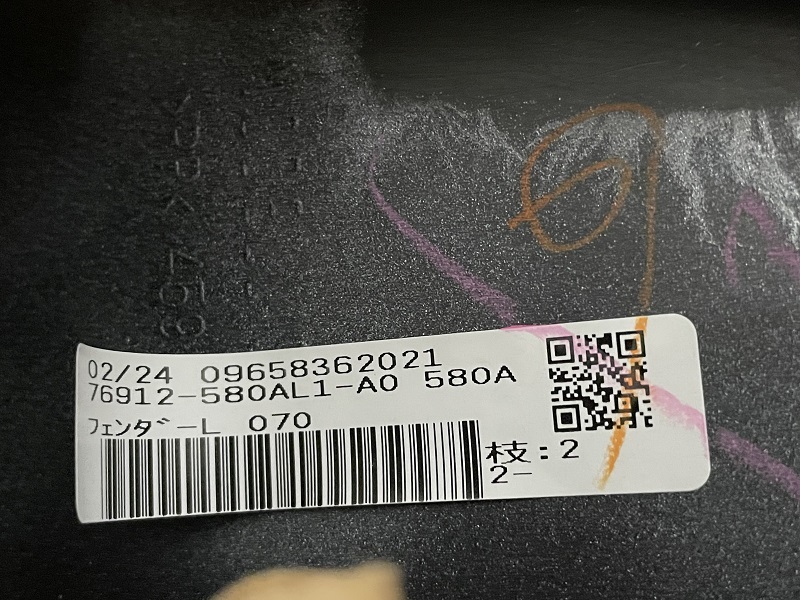 02/24 09658362021
76912-580AL1-A0 580A
ﾌｪﾝﾀﾞｰL 070
枝:2
2-